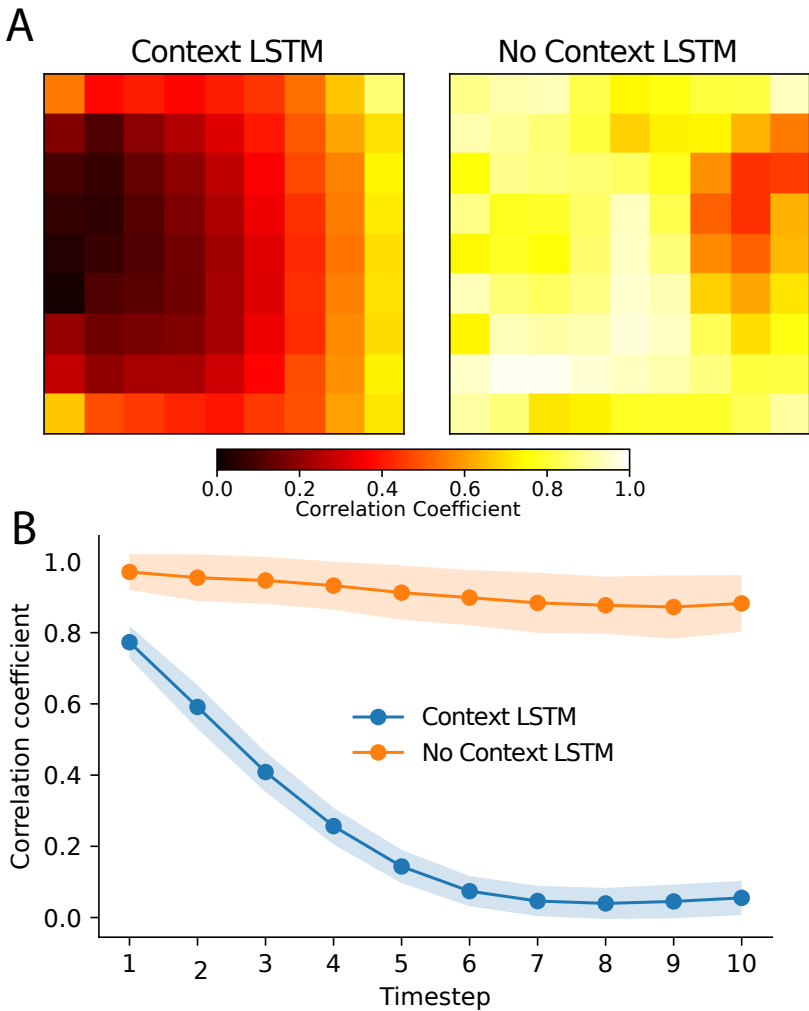 A
Context LSTM
No Context LSTM
0.0 0.2 0.4 0.6 0.8 1.0
Correlation Coefficient
B
1.0
0.8
0.6
0.4
0.2
0.0
Correlation coefficient
Context LSTM
No Context LSTM
1 2 3 4 5 6 7 8 9 10
Timestep